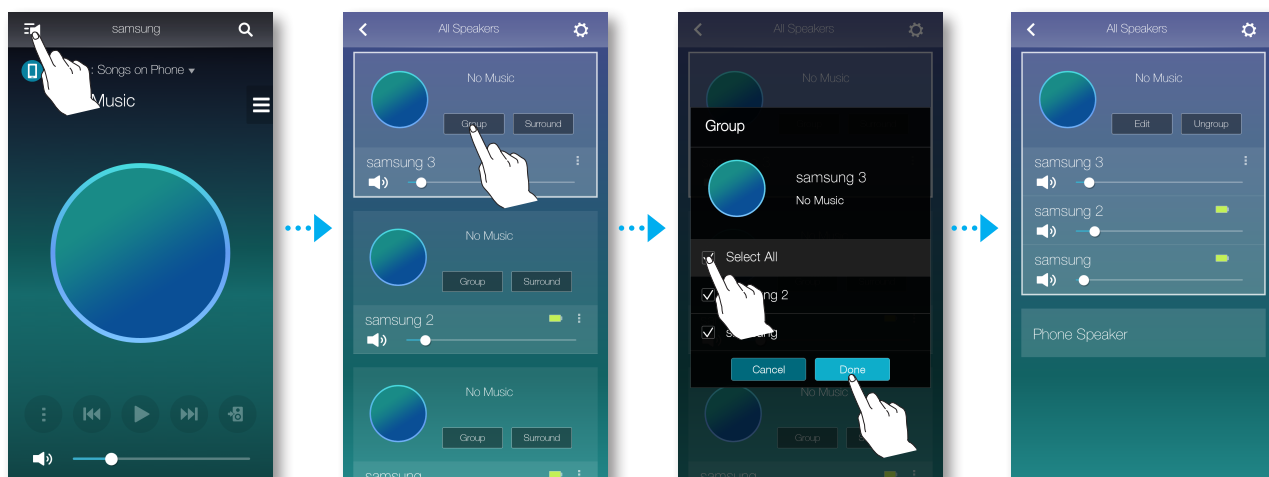 samsung
: Songs on Phone
Music
All Speakers
No Music
Group Surround
samsung 3
No Music
Group Surround
samsung 2
No Music
Group Surround
samsung
All Speakers
No Music
Group
samsung 3
No Music
Select All
ng 2
Cancel Done
No Music
Group
samsung
All Speakers
No Music
Edit Ungroup
samsung 3
samsung 2
samsung
Phone Speaker